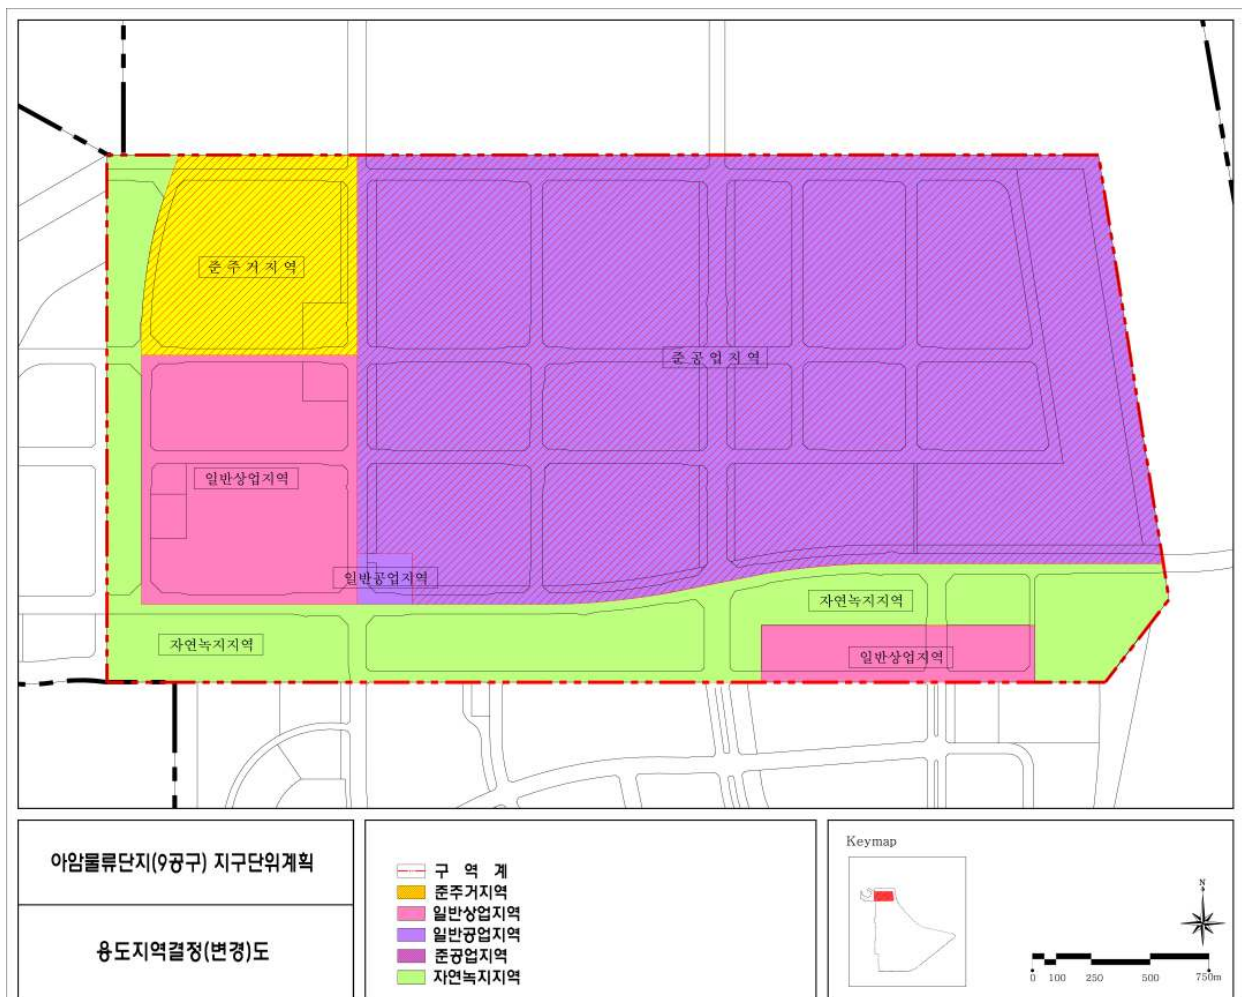 준 주 거 지 역
준 공 업 지 역
일반상업지역
일반공업지역
자연녹지지역
자연녹지지역
일반상업지역
아암물류단지(9공구) 지구단위계획
용도지역결정(변경)도
구 역 계
준주거지역
일반상업지역
일반공업지역
준공업지역
자연녹지지역
Keymap
N
0 100 250 500 750m